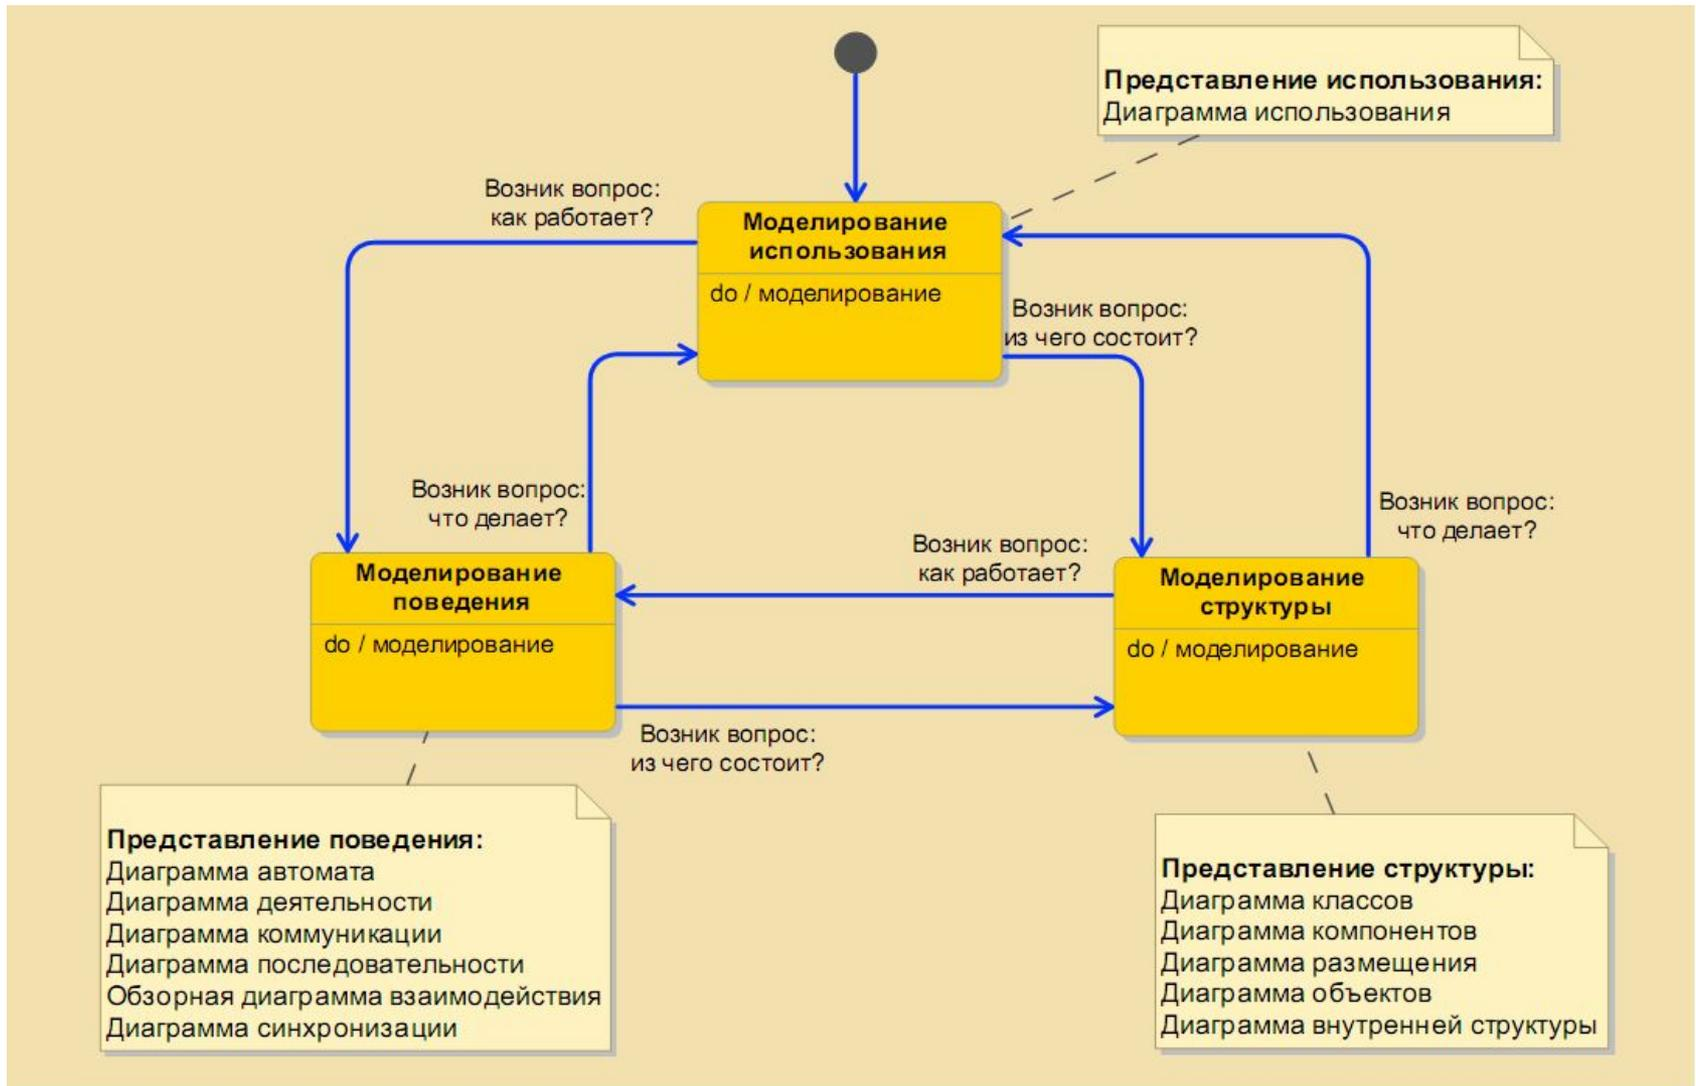 Представление использования:
Диаграмма использования
Возник вопрос:
как работает?
Моделирование
использования
do / моделирование
Возник вопрос:
из чего состоит?
Возник вопрос:
что делает?
Возник вопрос:
что делает?
Возник вопрос:
как работает?
Моделирование
поведения
do / моделирование
Моделирование
структуры
do / моделирование
Возник вопрос:
из чего состоит?
Представление поведения:
Диаграмма автомата
Диаграмма деятельности
Диаграмма коммуникации
Диаграмма последовательности
Обзорная диаграмма взаимодействия
Диаграмма синхронизации
Представление структуры:
Диаграмма классов
Диаграмма компонентов
Диаграмма размещения
Диаграмма объектов
Диаграмма внутренней структуры